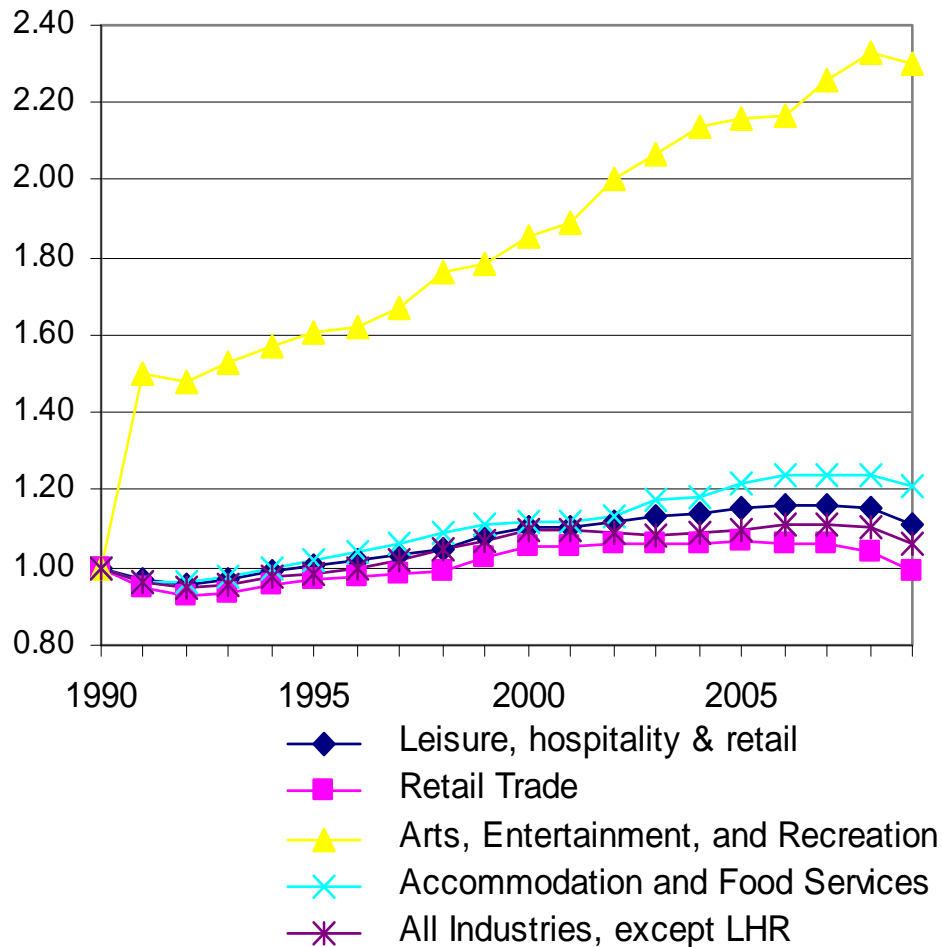 2.40
2.20
2.00
1.80
1.60
1.40
1.20
1.00
0.80
1990 1995 2000 2005
Leisure, hospitality & retail
Retail Trade
Arts, Entertainment, and Recreation
Accommodation and Food Services
All Industries, except LHR